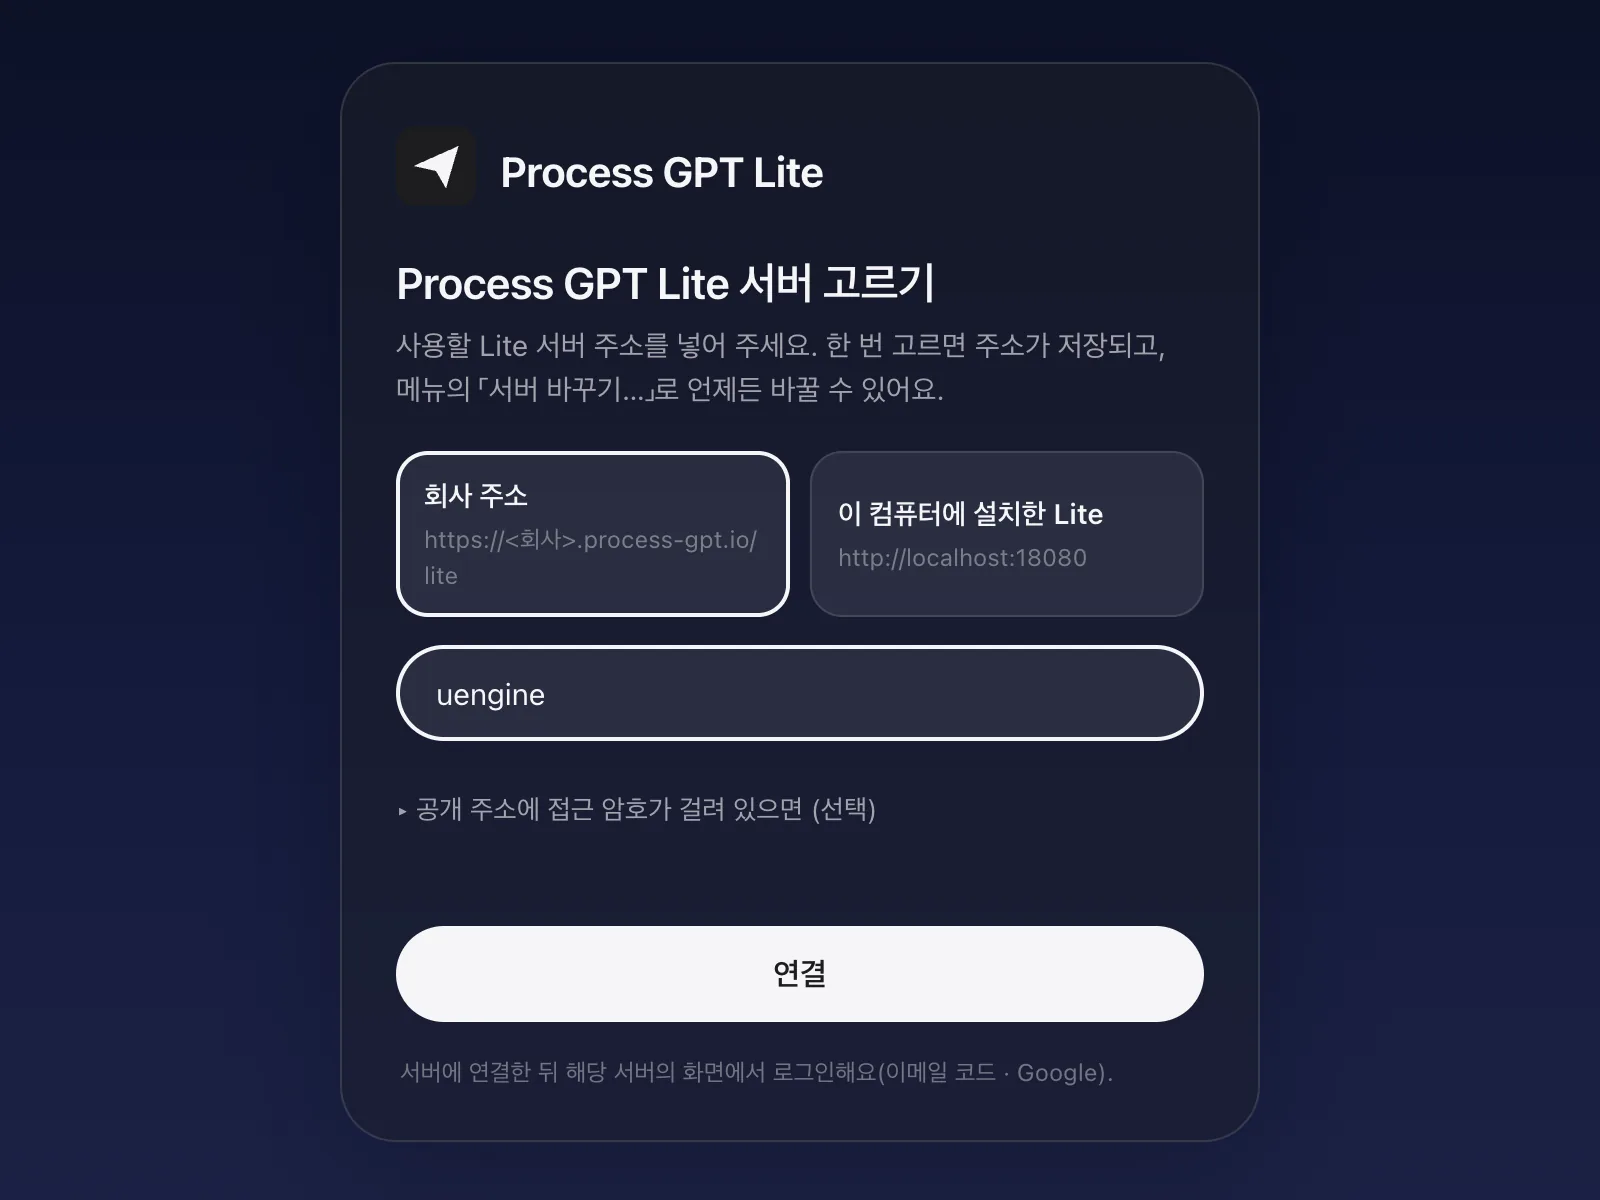 Process GPT Lite
Process GPT Lite 서버 고르기
사용할 Lite 서버 주소를 넣어 주세요. 한 번 고르면 주소가 저장되고,
메뉴의 「서버 바꾸기...」로 언제든 바꿀 수 있어요.
회사 주소
https://<회사>.process-gpt.io/
lite
이 컴퓨터에 설치한 Lite
http://localhost:18080
uengine
▸ 공개 주소에 접근 암호가 걸려 있으면 (선택)
연결
서버에 연결한 뒤 해당 서버의 화면에서 로그인해요(이메일 코드 · Google).